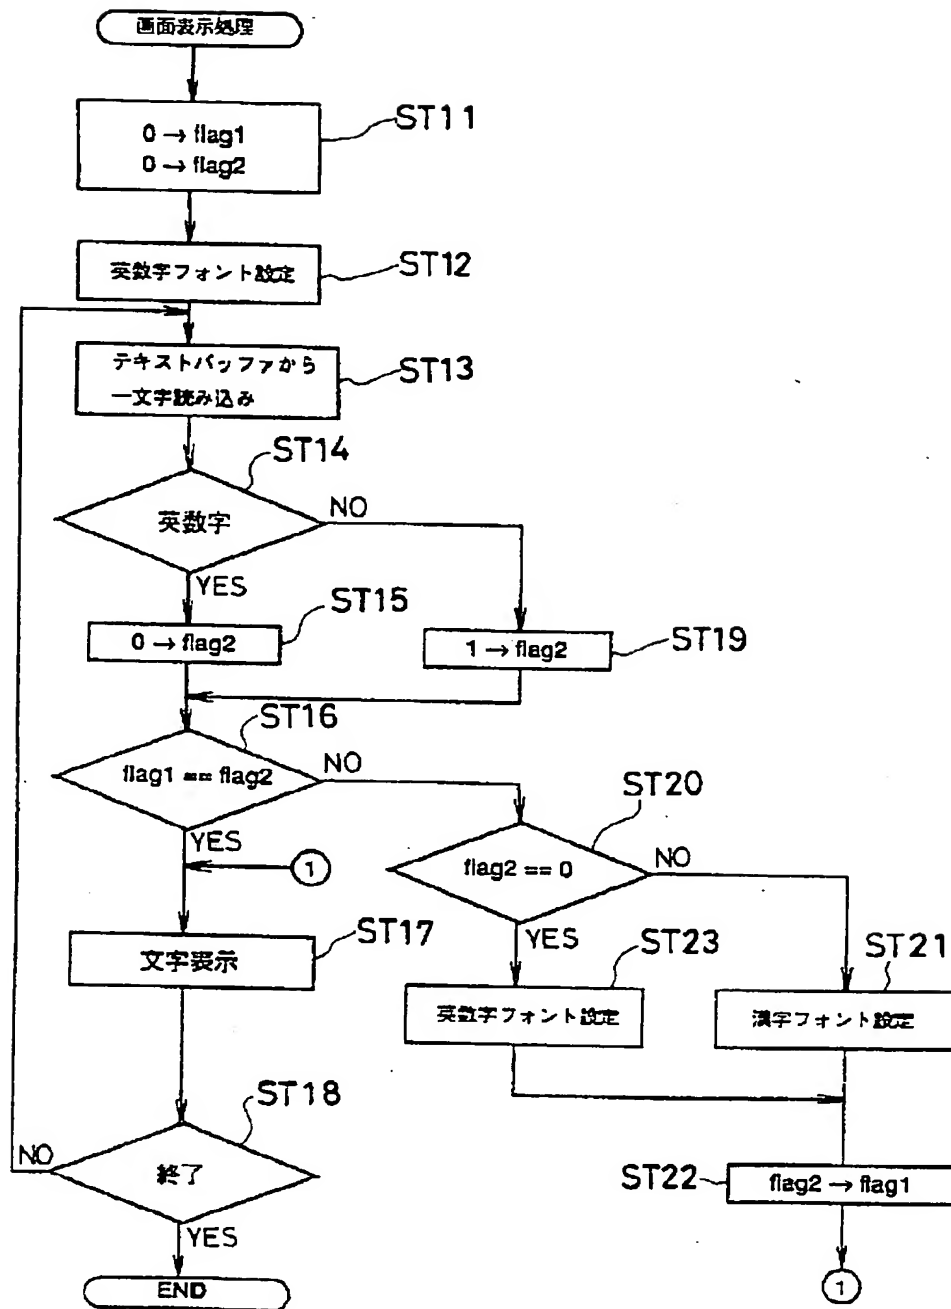 画面表示処理
0 → flag1
0 → flag2
ST11
英数字フォント設定
ST12
テキストバッファから
一文字読み込み
ST13
英数字
ST14
NO
YES
0 → flag2
ST15
1 → flag2
ST19
flag1 == flag2
ST16
NO
YES
1
flag2 == 0
ST20
NO
YES
文字表示
ST17
英数字フォント設定
ST23
漢字フォント設定
ST21
終了
ST18
NO
YES
ST22
flag2 → flag1
END
1